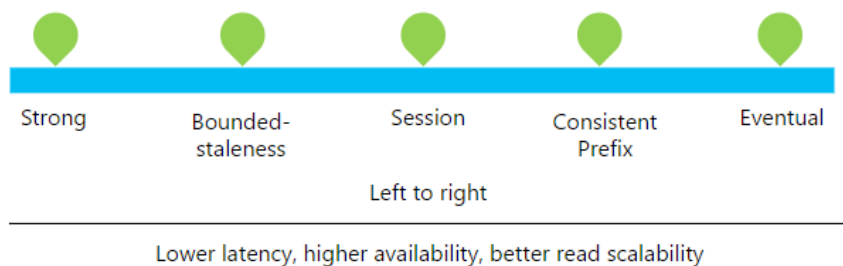 Strong
Bounded-
staleness
Session
Consistent
Prefix
Eventual
Left to right
Lower latency, higher availability, better read scalability